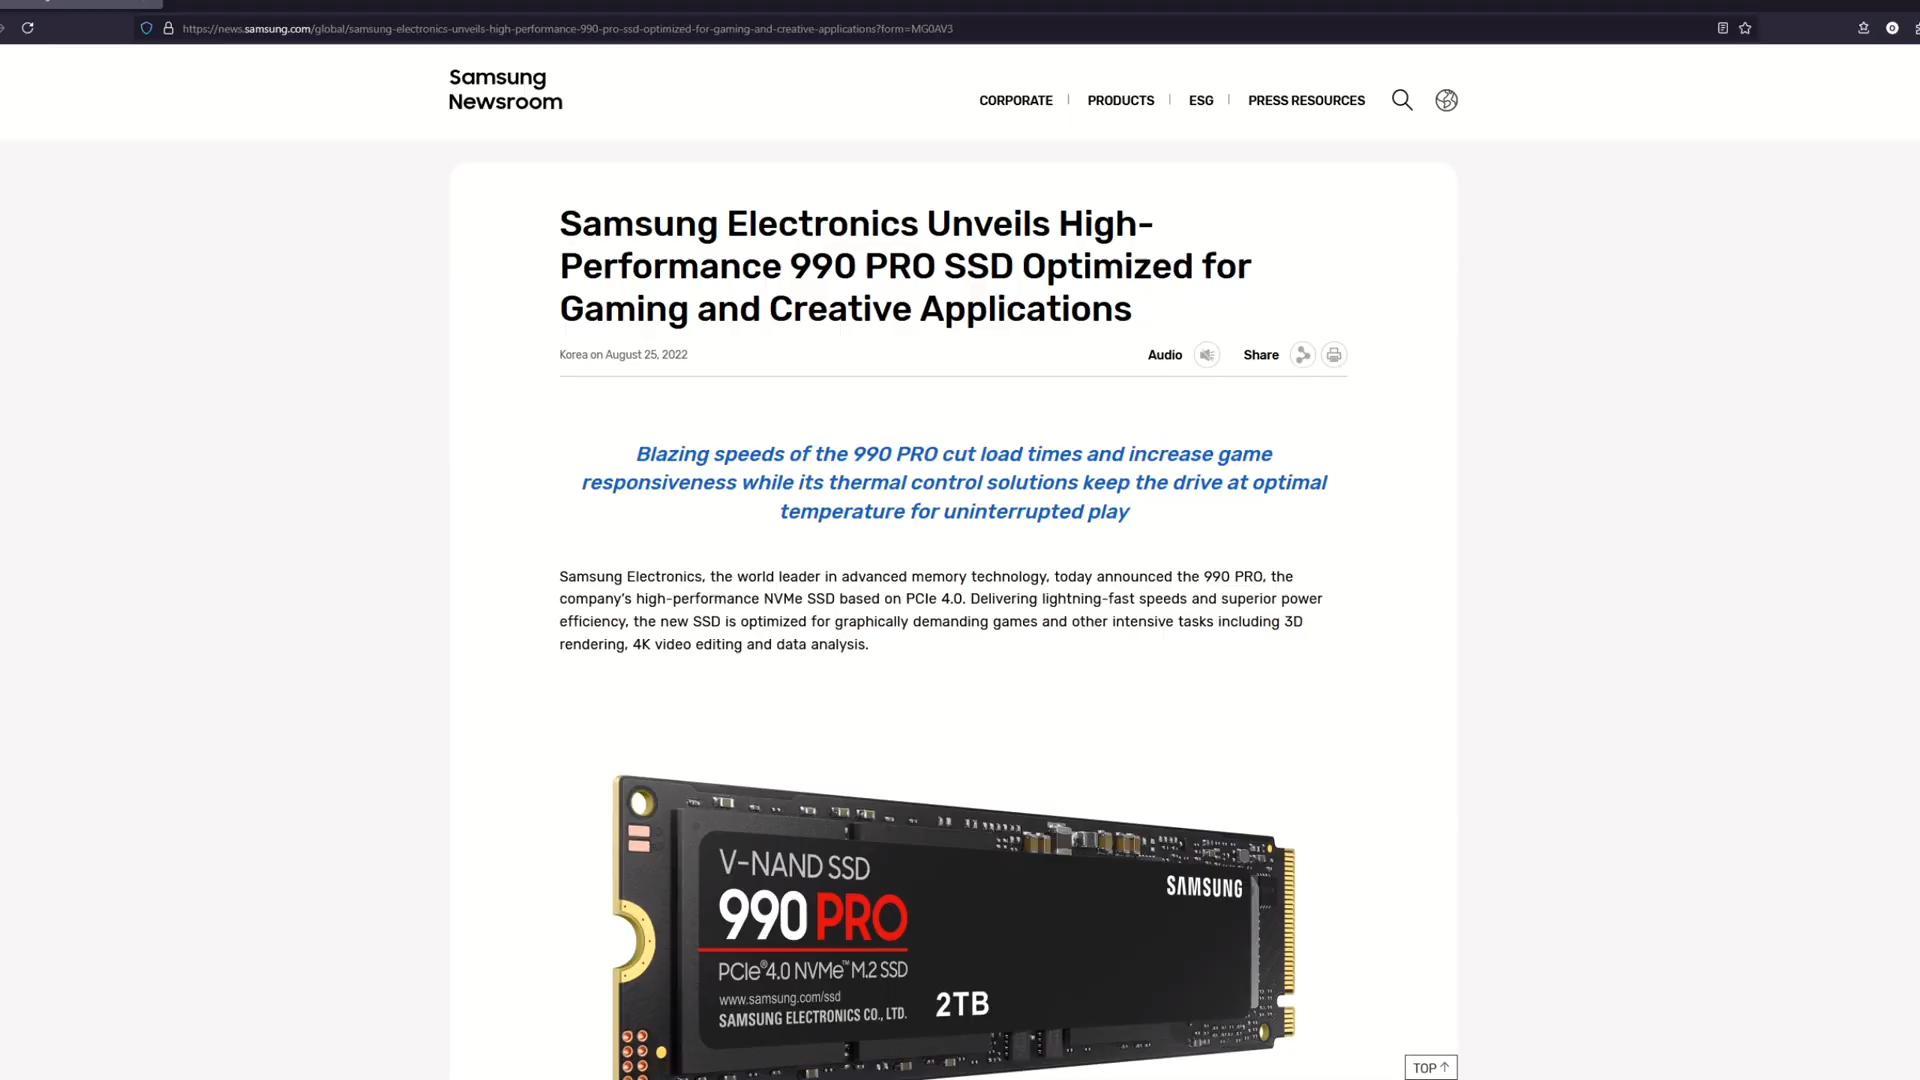 https://news.samsung.com/global/samsung-electronics-unveils-high-performance-990-pro-ssd-optimized-for-gaming-and-creative-applications?form=MG0AV3
Samsung
Newsroom
CORPORATE
PRODUCTS
ESG
PRESS RESOURCES
Samsung Electronics Unveils High-
Performance 990 PRO SSD Optimized for
Gaming and Creative Applications
Korea on August 25, 2022
Audio
Share
Blazing speeds of the 990 PRO cut load times and increase game
responsiveness while its thermal control solutions keep the drive at optimal
temperature for uninterrupted play
Samsung Electronics, the world leader in advanced memory technology, today announced the 990 PRO, the
company's high-performance NVMe SSD based on PCIe 4.0. Delivering lightning-fast speeds and superior power
efficiency, the new SSD is optimized for graphically demanding games and other intensive tasks including 3D
rendering, 4K video editing and data analysis.
V-NAND SSD
990 PRO
SAMSUNG
PCIe®4.0 NVMe™ M.2 SSD
www.samsung.com/ssd
SAMSUNG ELECTRONICS CO., LTD.
2TB
TOP↑